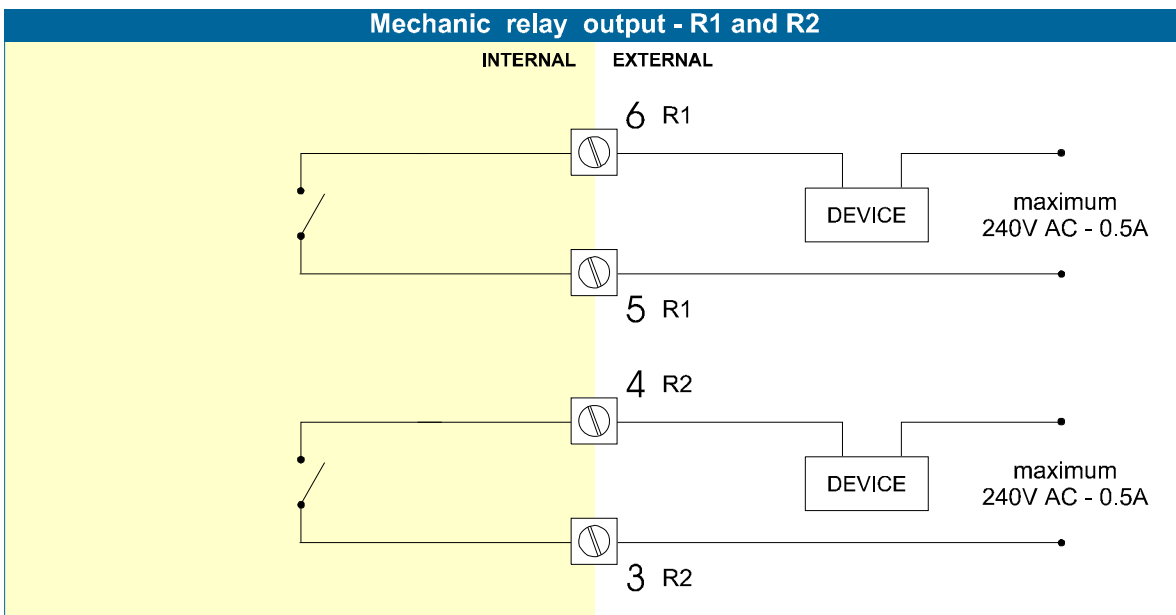 Mechanic relay output - R1 and R2
INTERNAL EXTERNAL
6 R1
DEVICE
maximum
240V AC - 0.5A
5 R1
4 R2
DEVICE
maximum
240V AC - 0.5A
3 R2